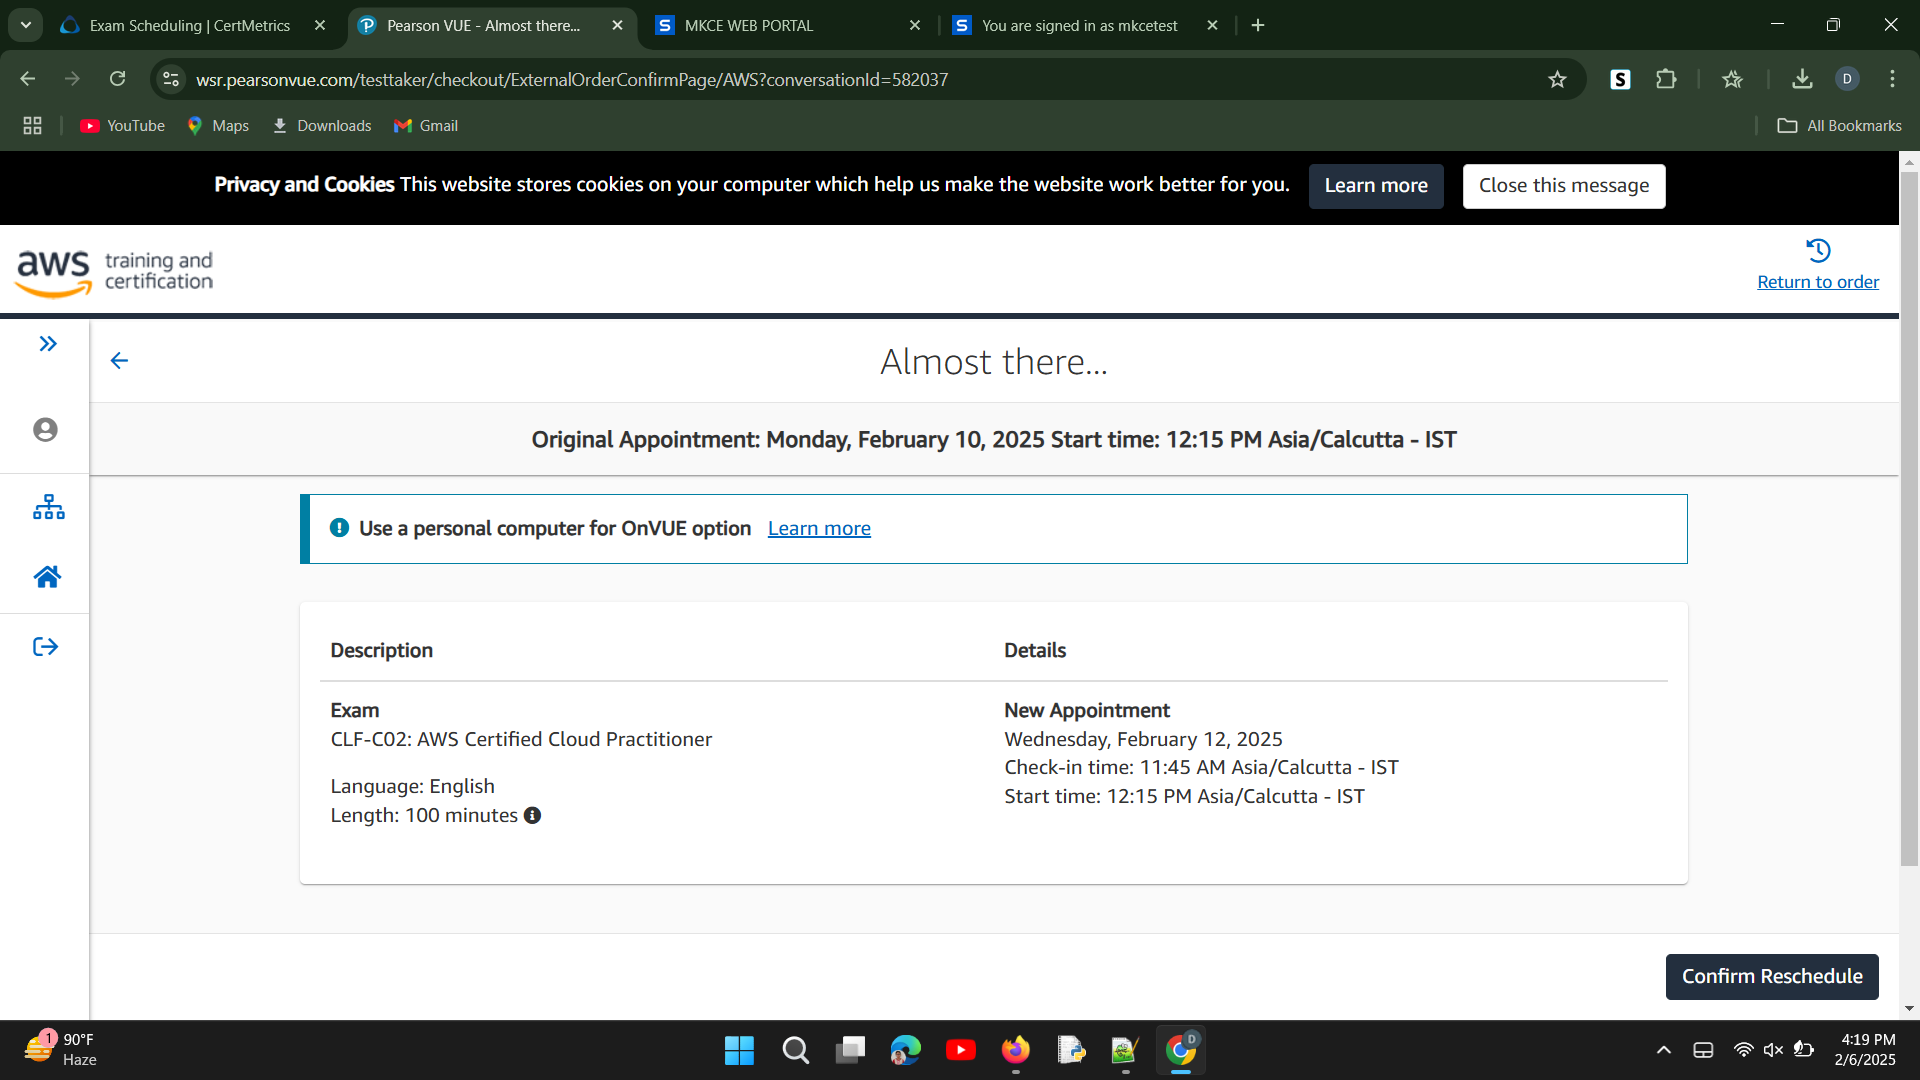 Exam Scheduling | CertMetrics
Pearson VUE - Almost there...
MKCE WEB PORTAL
You are signed in as mkcetest
wsr.pearsonvue.com/testtaker/checkout/ExternalOrderConfirmPage/AWS?conversationId=582037
S
D
YouTube
Maps
Downloads
Gmail
All Bookmarks
Privacy and Cookies This website stores cookies on your computer which help us make the website work better for you.
Learn more
Close this message
aws training and certification
Return to order
Almost there...
Original Appointment: Monday, February 10, 2025 Start time: 12:15 PM Asia/Calcutta - IST
Use a personal computer for OnVUE option Learn more
Description
Details
Exam
CLF-C02: AWS Certified Cloud Practitioner
Language: English
Length: 100 minutes
New Appointment
Wednesday, February 12, 2025
Check-in time: 11:45 AM Asia/Calcutta - IST
Start time: 12:15 PM Asia/Calcutta - IST
Confirm Reschedule
1
90°F
Haze
D
4:19 PM
2/6/2025